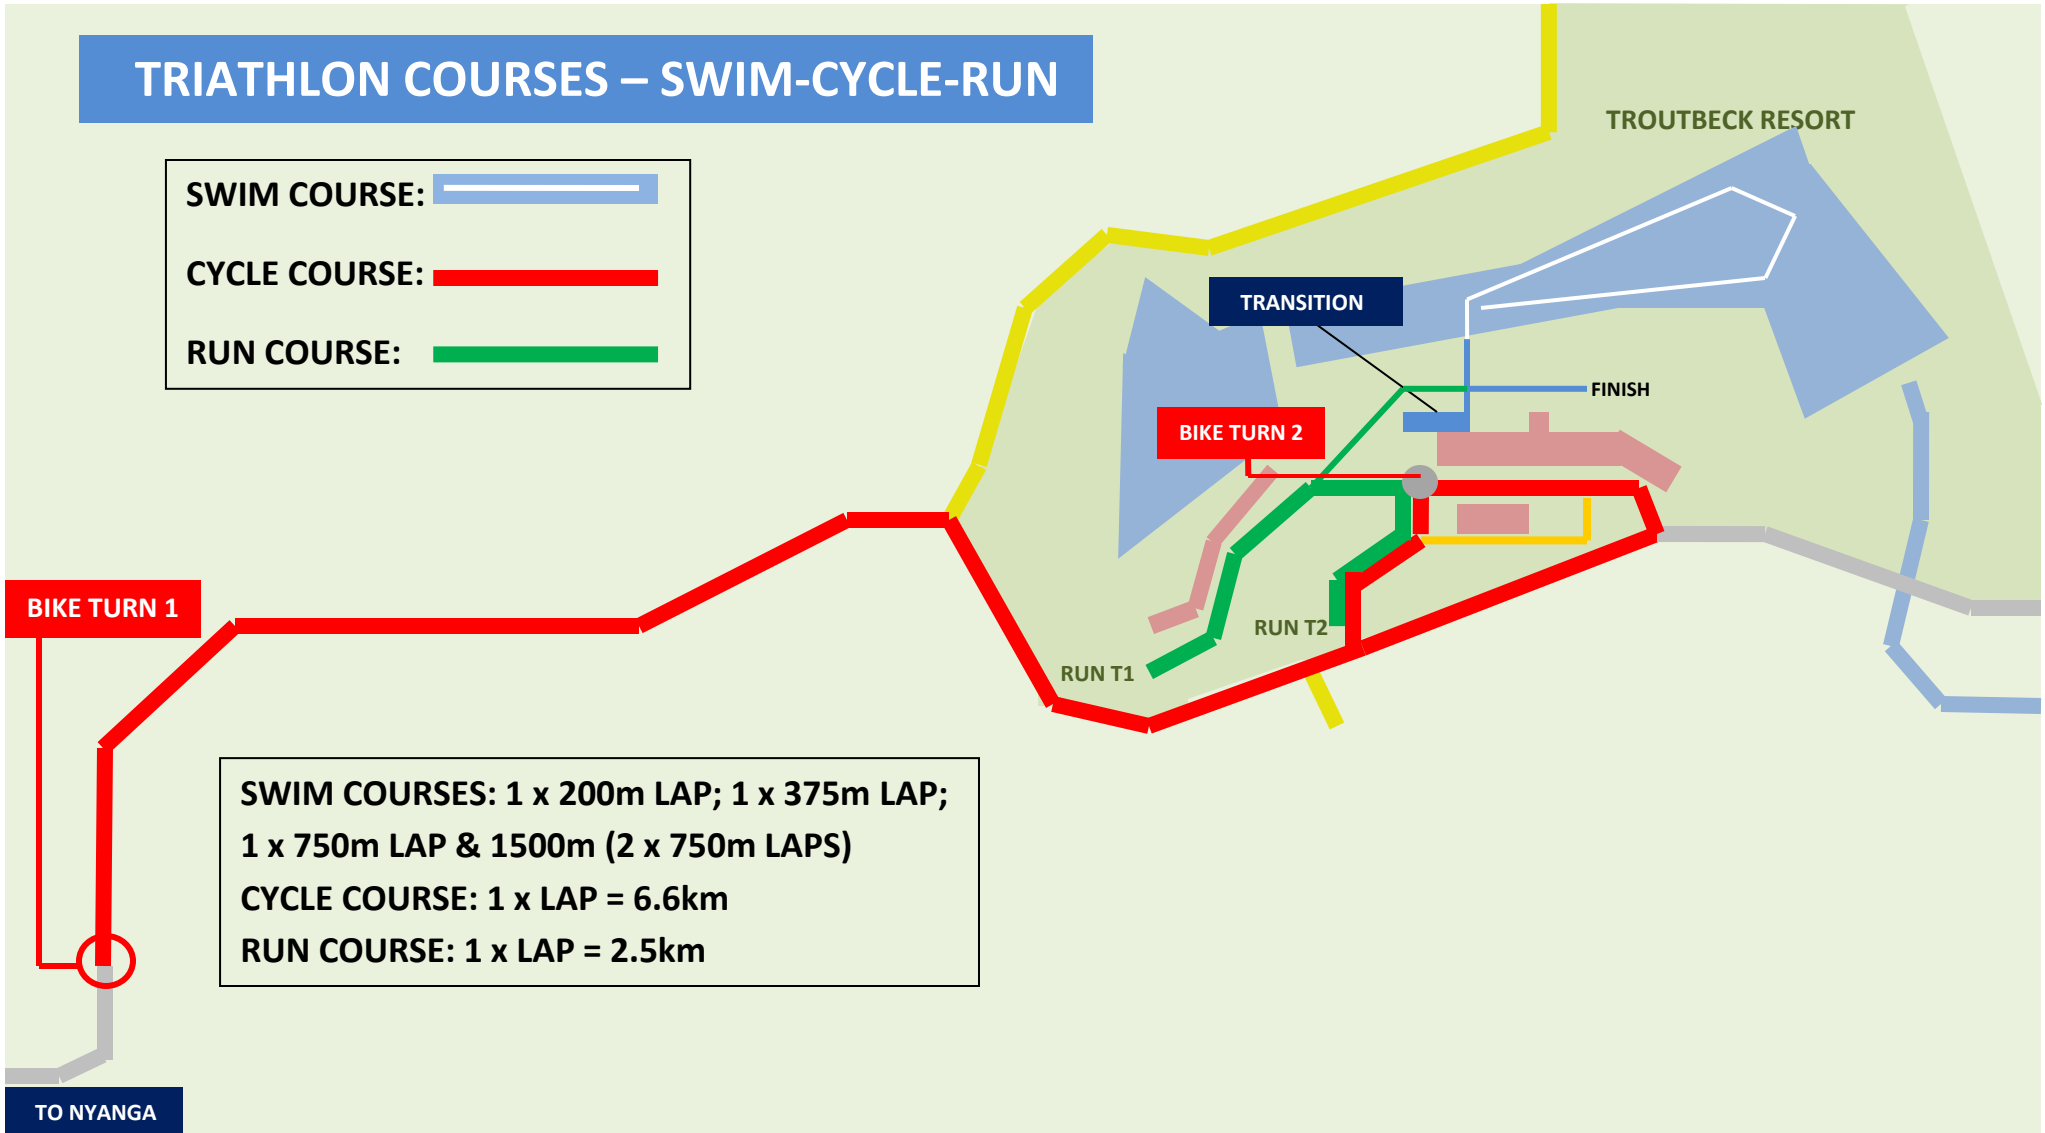 TRIATHLON COURSES – SWIM-CYCLE-RUN
TROUTBECK RESORT
SWIM COURSE:
CYCLE COURSE:
RUN COURSE:
TRANSITION
FINISH
BIKE TURN 2
BIKE TURN 1
RUN T2
RUN T1
SWIM COURSES: 1 x 200m LAP; 1 x 375m LAP;
1 x 750m LAP & 1500m (2 x 750m LAPS)
CYCLE COURSE: 1 x LAP = 6.6km
RUN COURSE: 1 x LAP = 2.5km
TO NYANGA